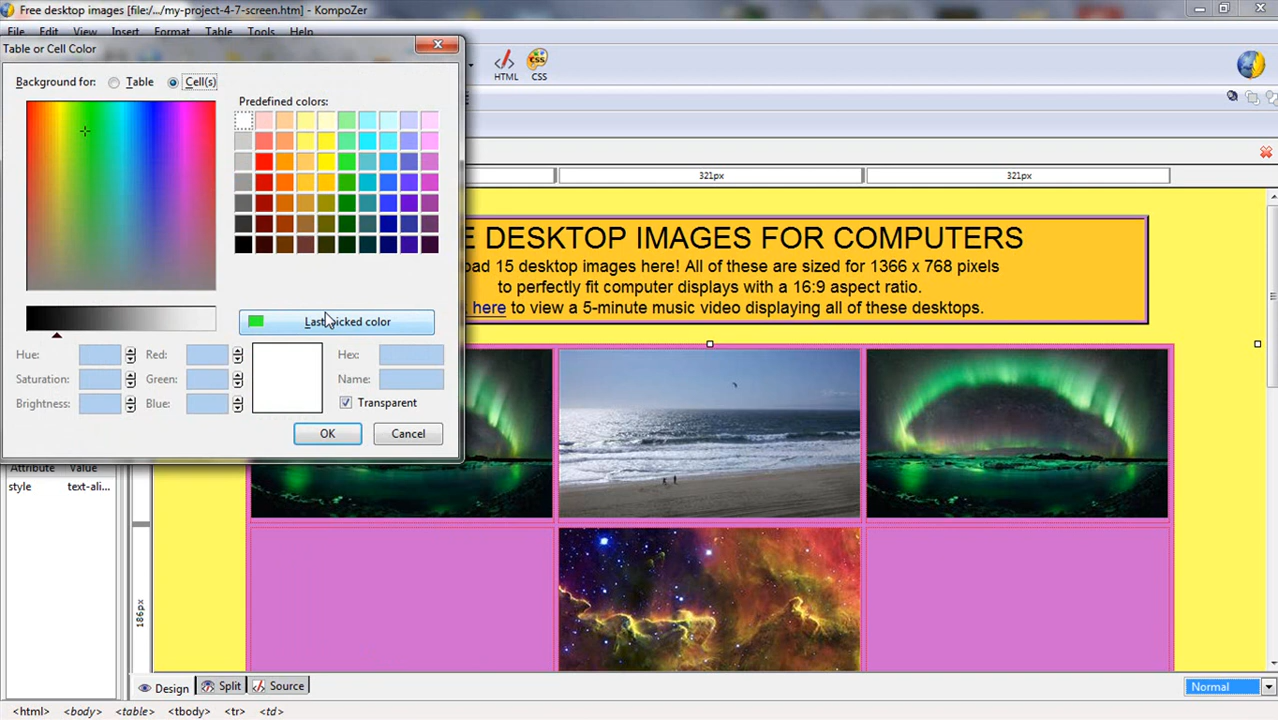 Free desktop images [file:/.../my-project-4-7-screen.htm] - KompoZer
File Edit View Insert Format Table Tools Help
Table or Cell Color
HTML CSS
Background for: Table Cell(s)
Predefined colors:
321px 321px
DESKTOP IMAGES FOR COMPUTERS
15 desktop images here! All of these are sized for 1366 x 768 pixels
to perfectly fit computer displays with a 16:9 aspect ratio.
here to view a 5-minute music video displaying all of these desktops.
Last picked color
Hue: Red: Hex:
Saturation: Green: Name:
Brightness: Blue: Transparent
OK Cancel
Attribute Value
style text-ali...
186px
Design Split Source
Normal
<html> <body> <table> <tbody> <tr> <td>